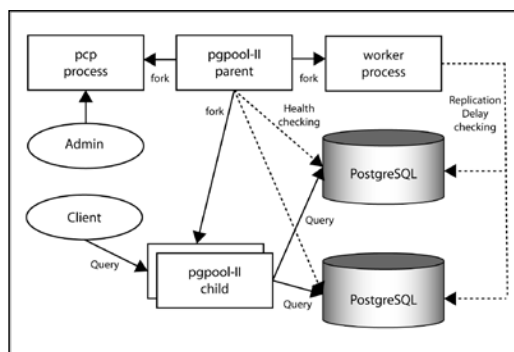 pcp
process
fork
pgpool-II
parent
fork
worker
process
fork
Health
checking
Replication
Delay
checking
Admin
PostgreSQL
Client
Query
Query
pgpool-II
child
Query
PostgreSQL